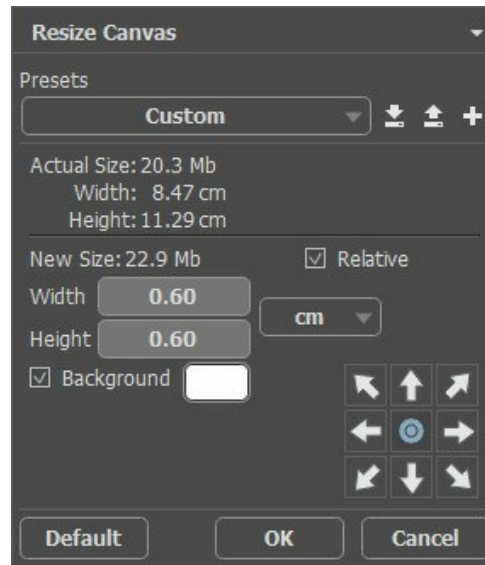 Resize Canvas
Presets
Custom
Actual Size: 20.3 Mb
Width: 8.47 cm
Height: 11.29 cm
New Size: 22.9 Mb Relative
Width 0.60
cm
Height 0.60
Background
Default OK Cancel